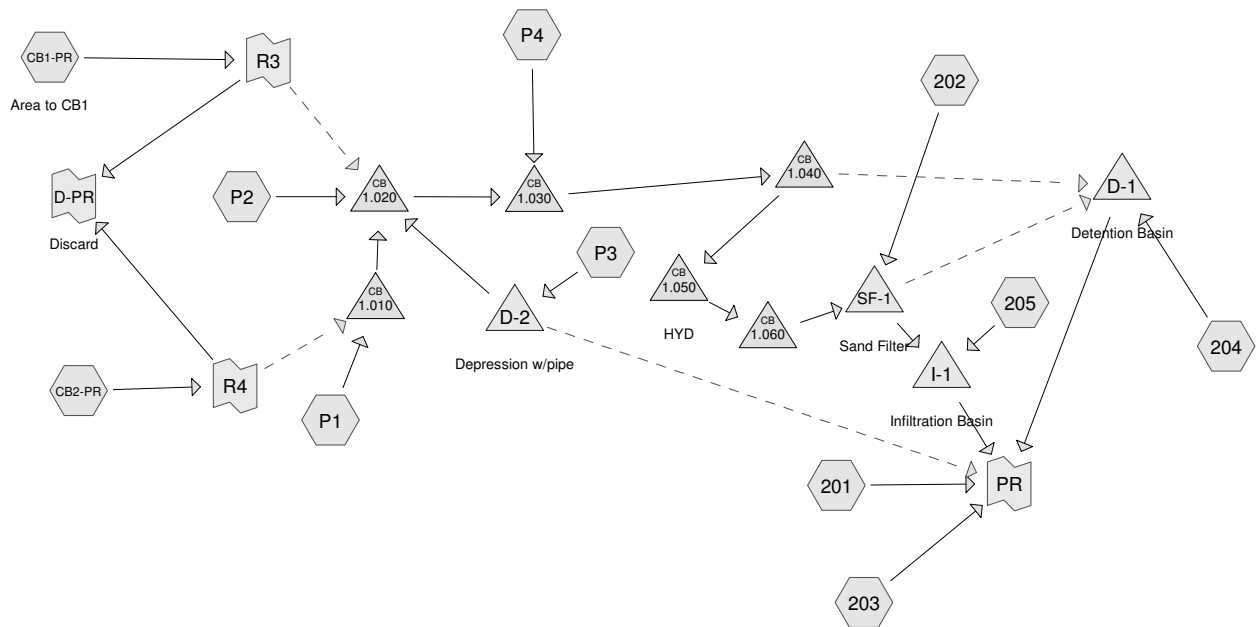 P4
CB1-PR
R3
202
Area to CB1
CB
1.040
D-1
CB
1.020
CB
1.030
D-PR
P2
Discard
Detention Basin
P3
CB
1.050
CB
1.010
SF-1
205
D-2
CB
1.060
HYD
Sand Filter
204
Depression w/pipe
I-1
R4
CB2-PR
P1
Infiltration Basin
201
PR
203